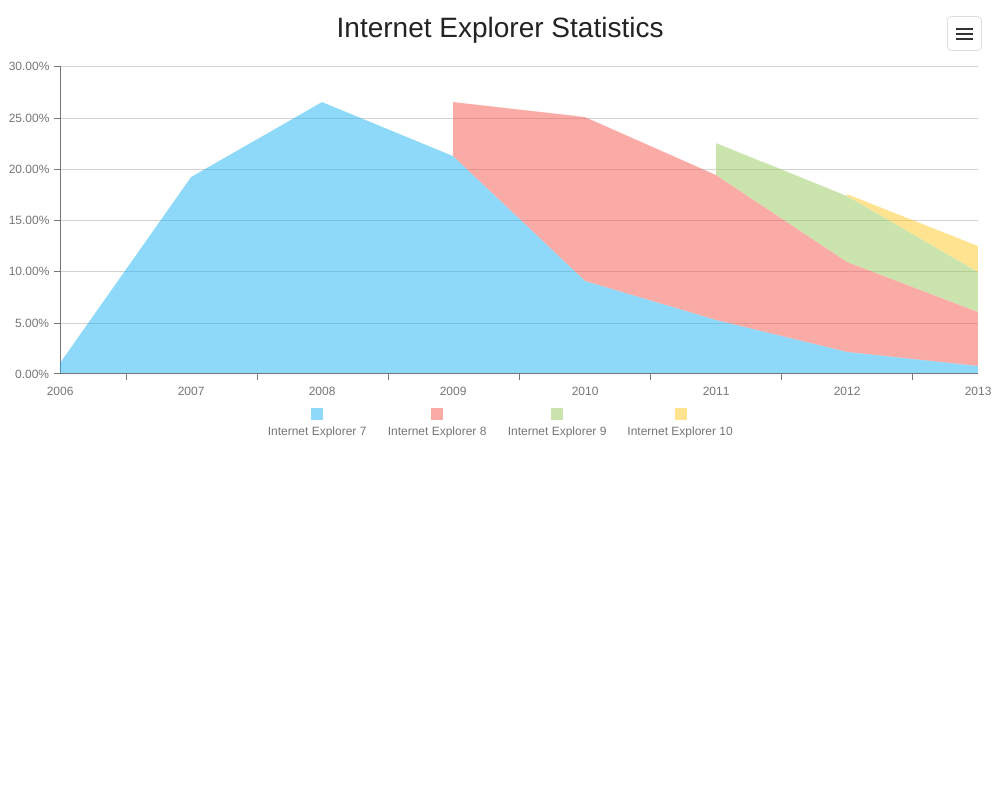 Internet Explorer Statistics
30.00%
25.00%
20.00%
15.00%
10.00%
5.00%
0.00%
2006 2007 2008 2009 2010 2011 2012 2013
Internet Explorer 7 Internet Explorer 8 Internet Explorer 9 Internet Explorer 10